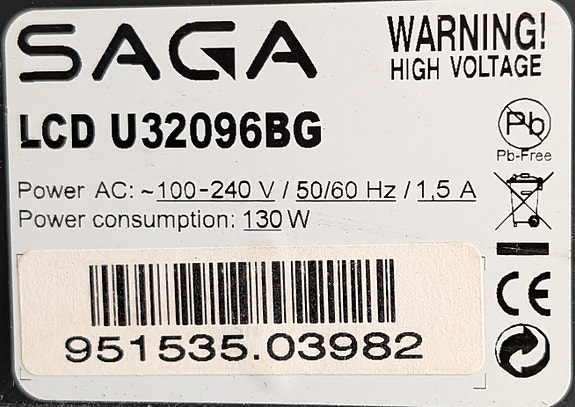 SAGA
WARNING!
HIGH VOLTAGE
LCD U32096BG
Pb
Pb-Free
Power AC: ~100-240 V / 50/60 Hz / 1,5 A
Power consumption: 130 W
CE
951535.03982